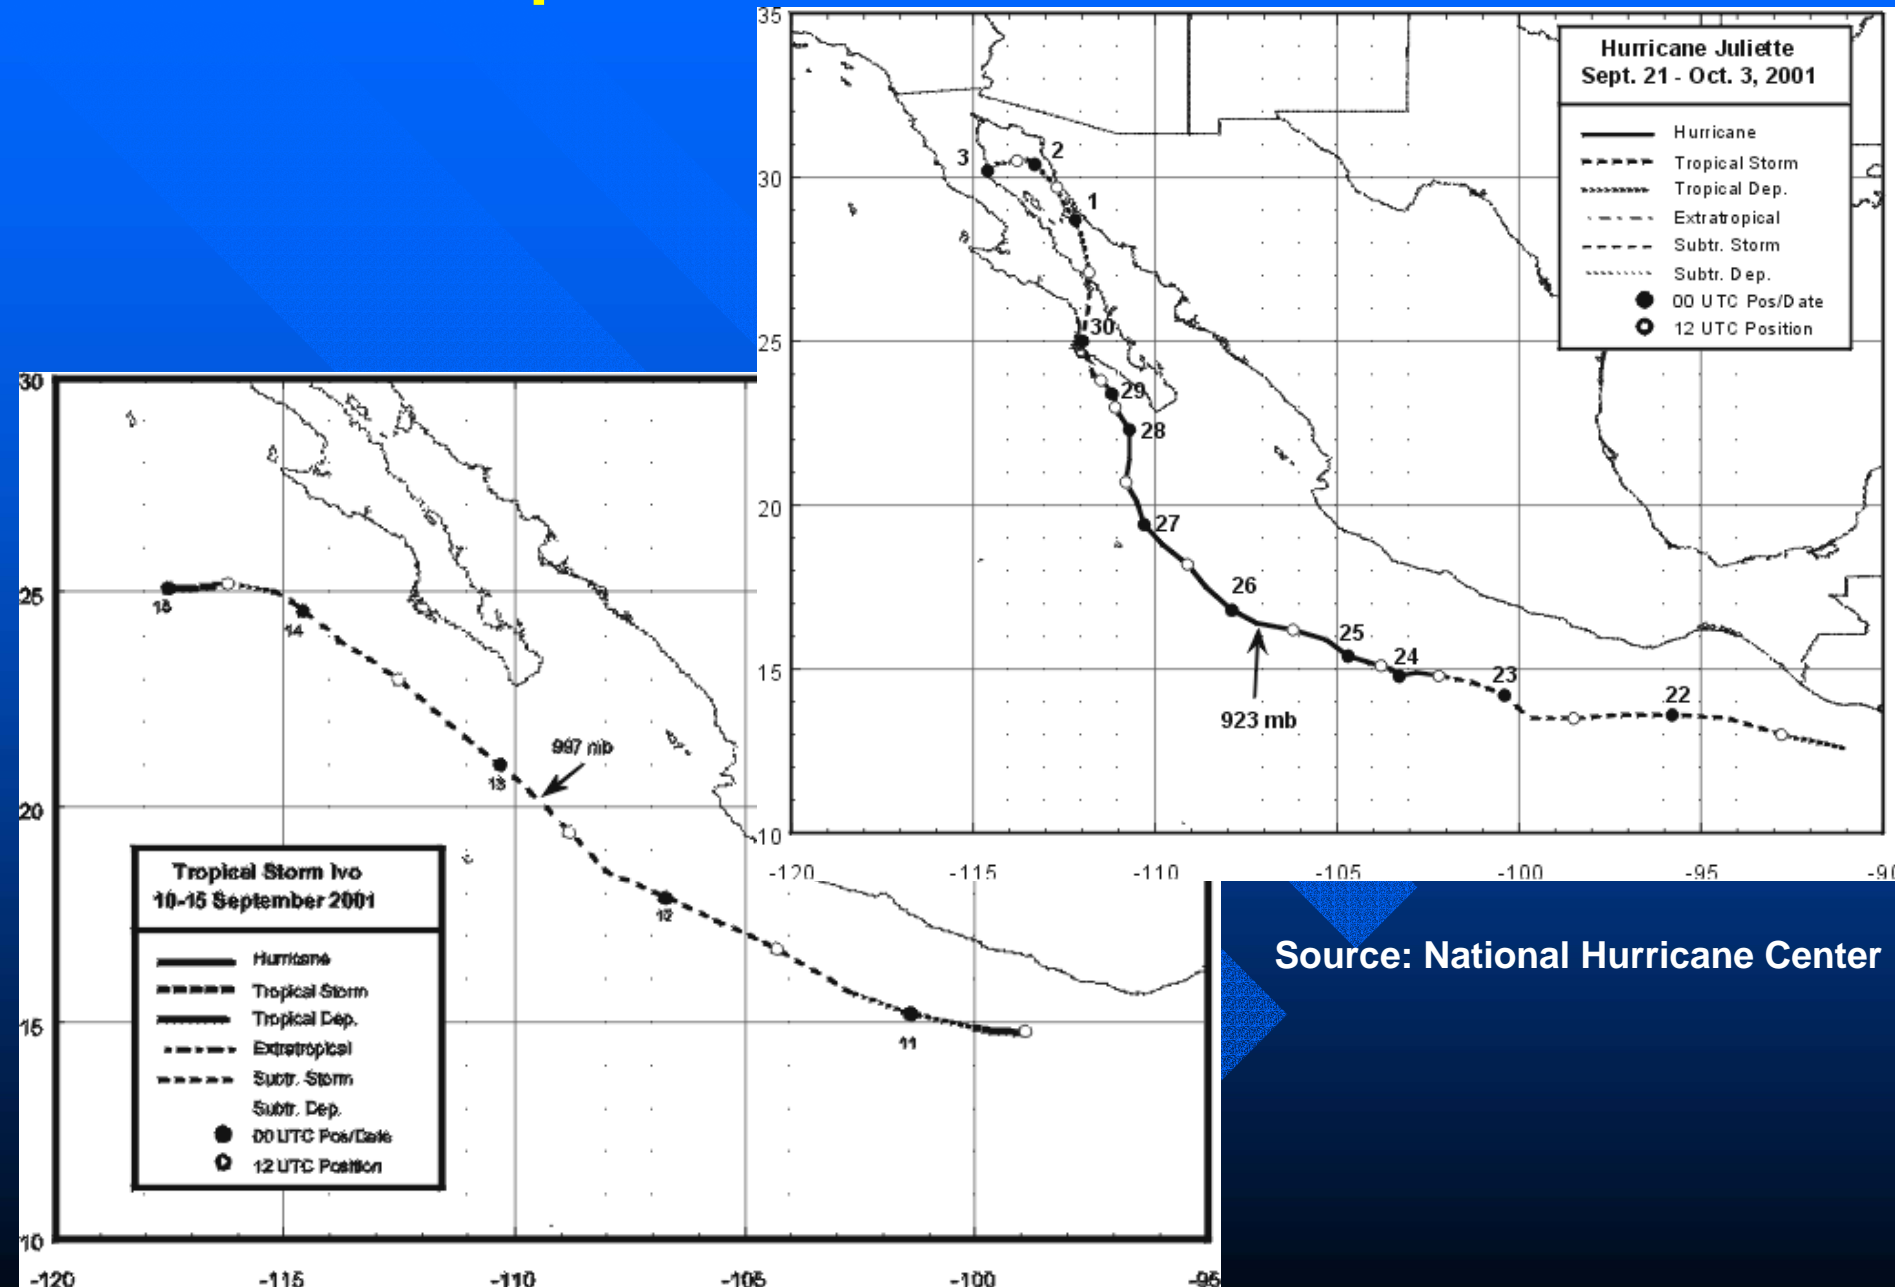 35
30
25
20
15
10
-120
-115
-110
-105
-100
-95
-90
Hurricane Juliette
Sept. 21 - Oct. 3, 2001
Hurricane
Tropical Storm
Tropical Dep.
Extratropical
Subtr. Storm
Subtr. Dep.
00 UTC Pos/Date
12 UTC Position
3
2
1
30
29
28
27
26
25
24
23
22
923 mb
30
25
20
15
10
-120
-115
-110
-105
-100
-95
15
14
13
12
11
997 mb
Tropical Storm Ivo
10-15 September 2001
Hurricane
Tropical Storm
Tropical Dep.
Extratropical
Subtr. Storm
Subtr. Dep.
00 UTC Pos/Date
12 UTC Position
Source: National Hurricane Center